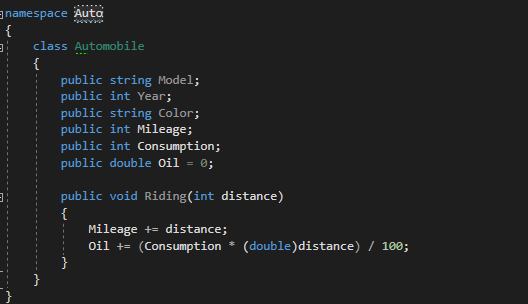 namespace Auto
{
class Automobile
{
public string Model;
public int Year;
public string Color;
public int Mileage;
public int Consumption;
public double Oil = 0;
public void Riding(int distance)
{
Mileage += distance;
Oil += (Consumption * (double)distance) / 100;
}
}
}